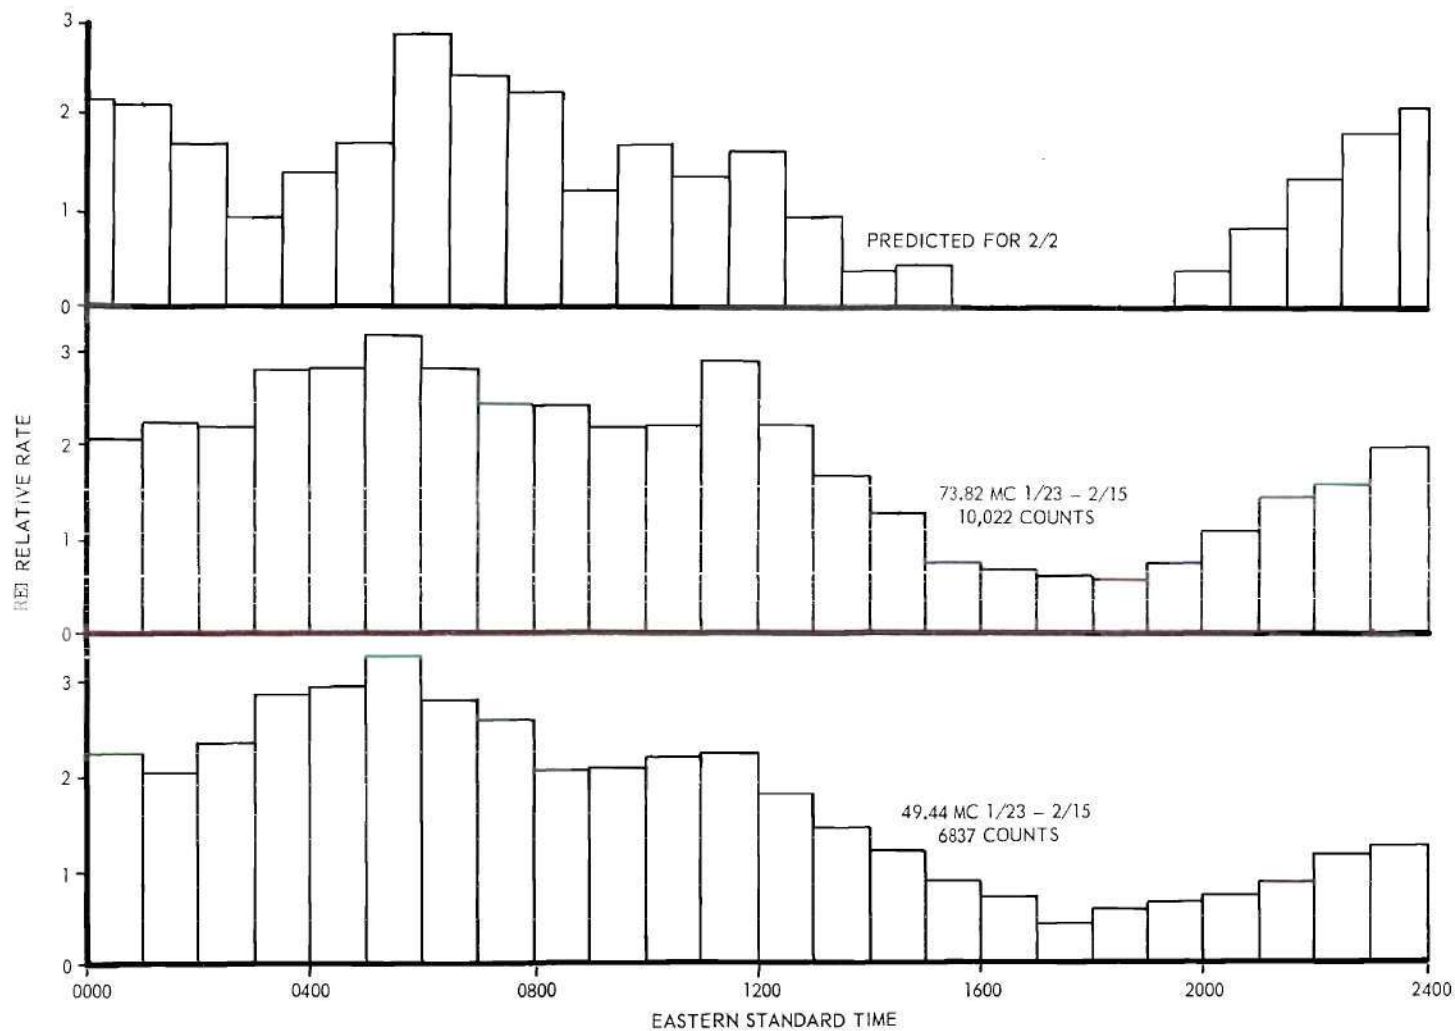 3
2
1
0
PREDICTED FOR 2/2
3
2
1
0
73.82 MC 1/23 – 2/15
10,022 COUNTS
RELATIVE RATE
3
2
1
0
49.44 MC 1/23 – 2/15
6837 COUNTS
0000 0400 0800 1200 1600 2000 2400
EASTERN STANDARD TIME